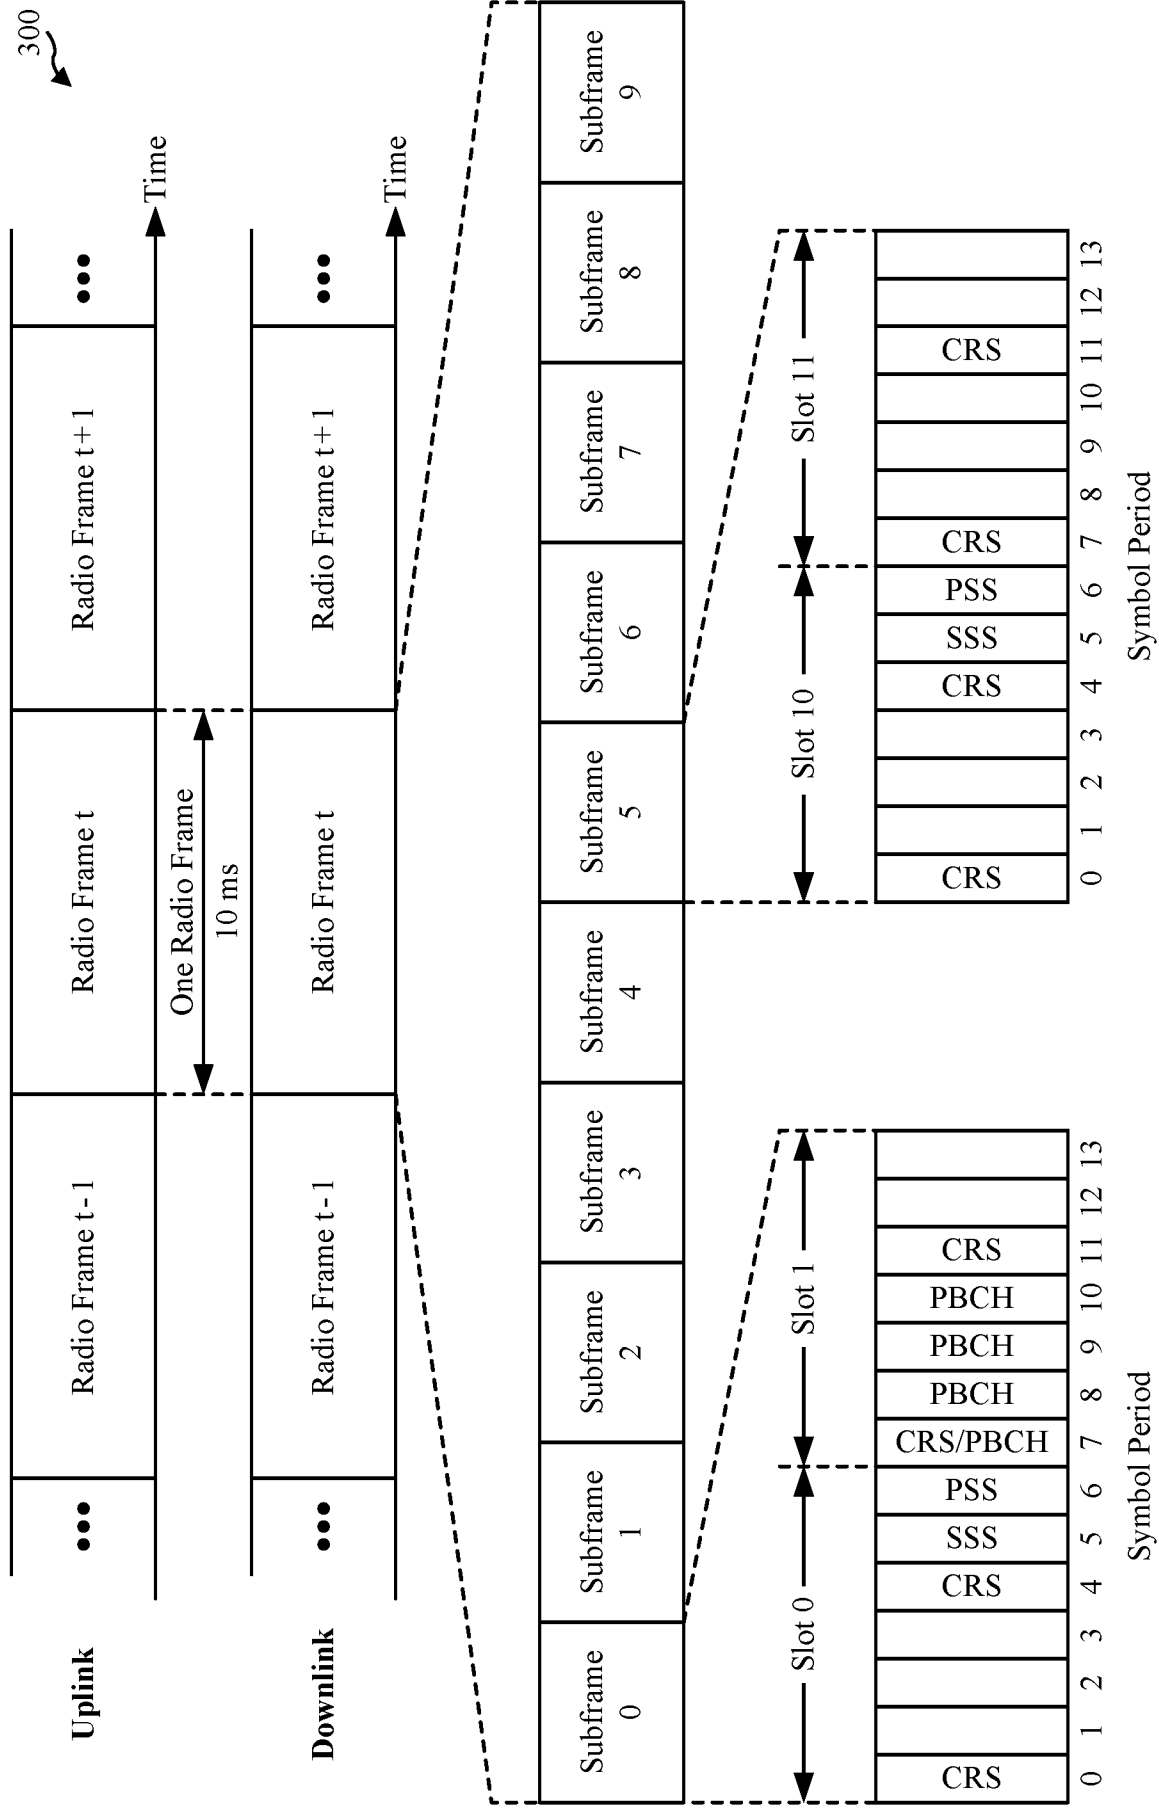 300
Uplink
Radio Frame t - 1
Radio Frame t
Radio Frame t + 1
Time
One Radio Frame
10 ms
Downlink
Radio Frame t - 1
Radio Frame t
Radio Frame t + 1
Time
Subframe
0
Subframe
1
Subframe
2
Subframe
3
Subframe
4
Subframe
5
Subframe
6
Subframe
7
Subframe
8
Subframe
9
Slot 0
Slot 1
CRS
CRS
SSS
PSS
CRS/PBCH
PBCH
PBCH
PBCH
CRS
0 1 2 3 4 5 6 7 8 9 10 11 12 13
Symbol Period
Slot 10
Slot 11
CRS
CRS
SSS
PSS
CRS
CRS
0 1 2 3 4 5 6 7 8 9 10 11 12 13
Symbol Period